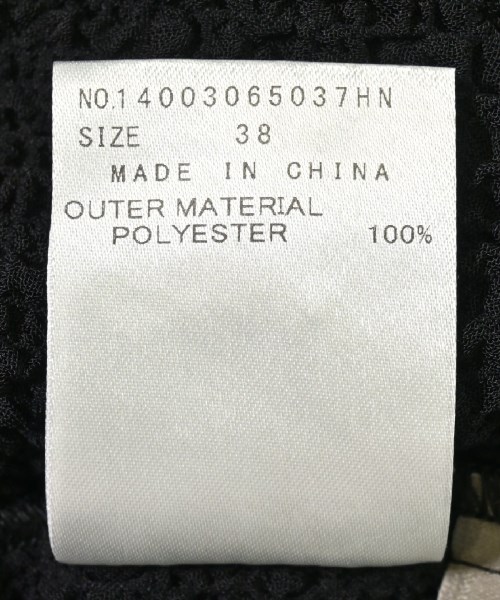 NO.14003065037HN
SIZE 38
MADE IN CHINA
OUTER MATERIAL
POLYESTER 100%